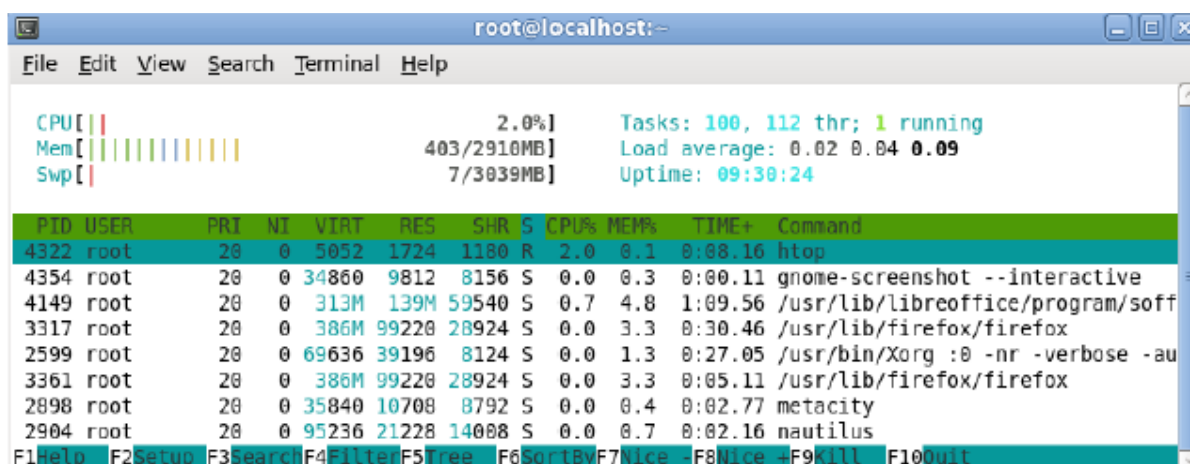 root@localhost:~
File Edit View Search Terminal Help
CPU[|| 2.0%] Tasks: 100, 112 thr; 1 running
Mem[||||||||||||| 403/2910MB] Load average: 0.02 0.04 0.09
Swp[| 7/3039MB] Uptime: 09:30:24
PID USER PRI NI VIRT RES SHR S CPU% MEM% TIME+ Command
4322 root 20 0 5052 1724 1180 R 2.0 0.1 0:08.16 htop
4354 root 20 0 34860 9812 8156 S 0.0 0.3 0:00.11 gnome-screenshot --interactive
4149 root 20 0 313M 139M 59540 S 0.7 4.8 1:09.56 /usr/lib/libreoffice/program/soff
3317 root 20 0 386M 99220 28924 S 0.0 3.3 0:30.46 /usr/lib/firefox/firefox
2599 root 20 0 69636 39196 8124 S 0.0 1.3 0:27.05 /usr/bin/Xorg :0 -nr -verbose -au
3361 root 20 0 386M 99220 28924 S 0.0 3.3 0:05.11 /usr/lib/firefox/firefox
2898 root 20 0 35840 10708 8792 S 0.0 0.4 0:02.77 metacity
2904 root 20 0 95236 21228 14008 S 0.0 0.7 0:02.16 nautilus
F1Help F2Setup F3SearchF4FilterF5Tree F6SortByF7Nice -F8Nice +F9Kill F10Quit